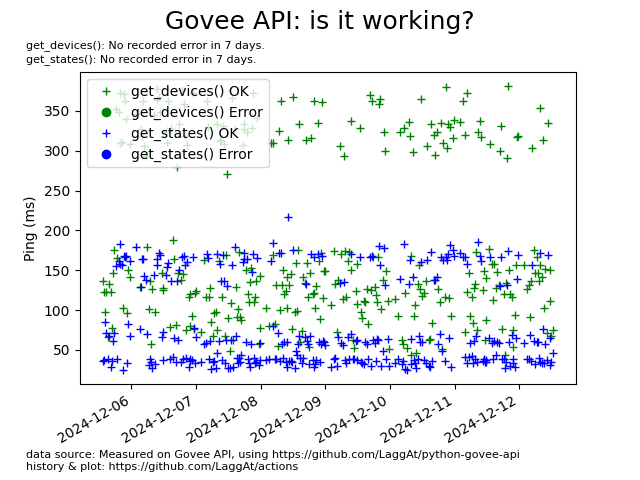 Govee API: is it working?
get_devices(): No recorded error in 7 days.
get_states(): No recorded error in 7 days.
get_devices() OK
get_devices() Error
get_states() OK
get_states() Error
Ping (ms)
350
300
250
200
150
100
50
2024-12-06
2024-12-07
2024-12-08
2024-12-09
2024-12-10
2024-12-11
2024-12-12
data source: Measured on Govee API, using https://github.com/LaggAt/python-govee-api
history & plot: https://github.com/LaggAt/actions